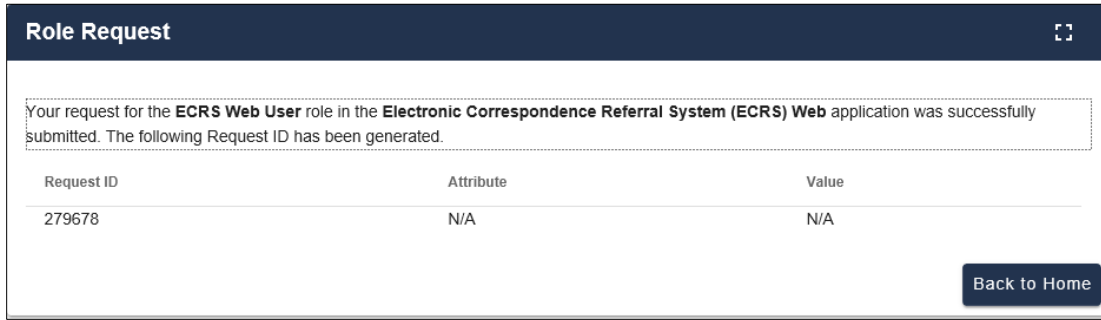 Role Request
Your request for the ECRS Web User role in the Electronic Correspondence Referral System (ECRS) Web application was successfully
submitted. The following Request ID has been generated.
Request ID Attribute Value
279678 N/A N/A
Back to Home